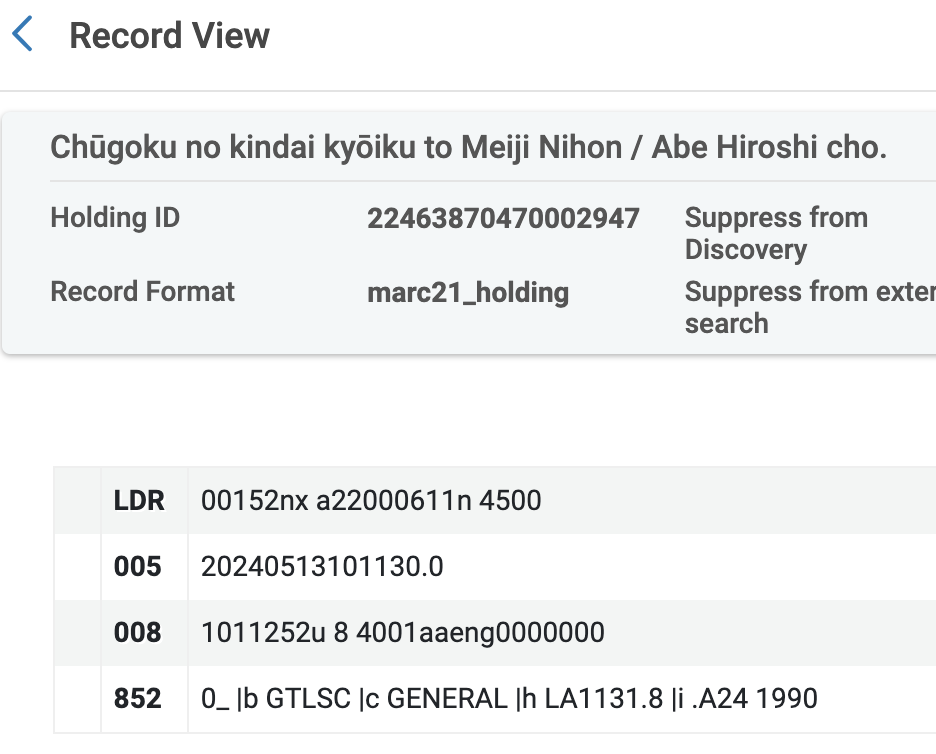 Record View
Chūgoku no kindai kyōiku to Meiji Nihon / Abe Hiroshi cho.
Holding ID 22463870470002947 Suppress from
Discovery
Record Format marc21_holding Suppress from exter
search
LDR 00152nx a22000611n 4500
005 20240513101130.0
008 1011252u 8 4001aaeng0000000
852 0_ |b GTLSC |c GENERAL |h LA1131.8 |i .A24 1990